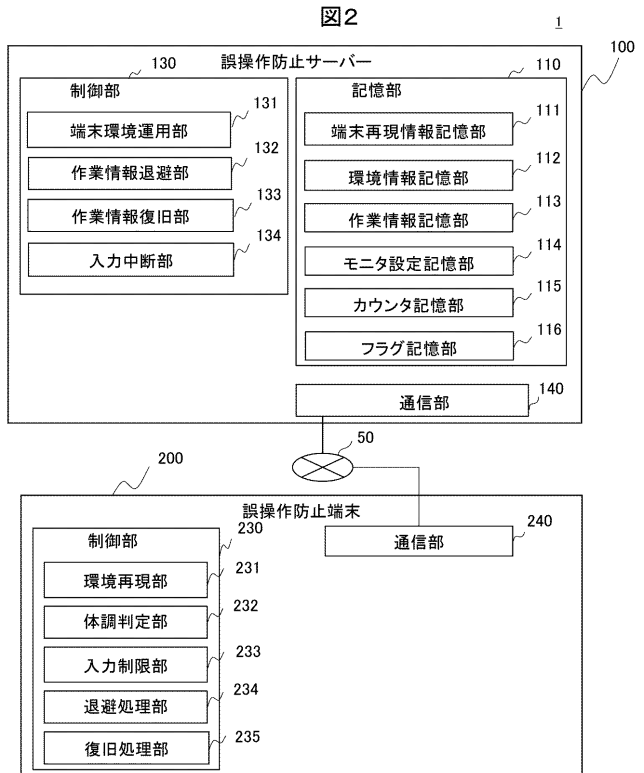 図2
1
100
誤操作防止サーバー
130
制御部
端末環境運用部
131
作業情報退避部
132
作業情報復旧部
133
入力中断部
134
110
記憶部
端末再現情報記憶部
111
環境情報記憶部
112
作業情報記憶部
113
モニタ設定記憶部
114
カウンタ記憶部
115
フラグ記憶部
116
通信部
140
50
200
誤操作防止端末
制御部
230
環境再現部
231
体調判定部
232
入力制限部
233
退避処理部
234
復旧処理部
235
通信部
240